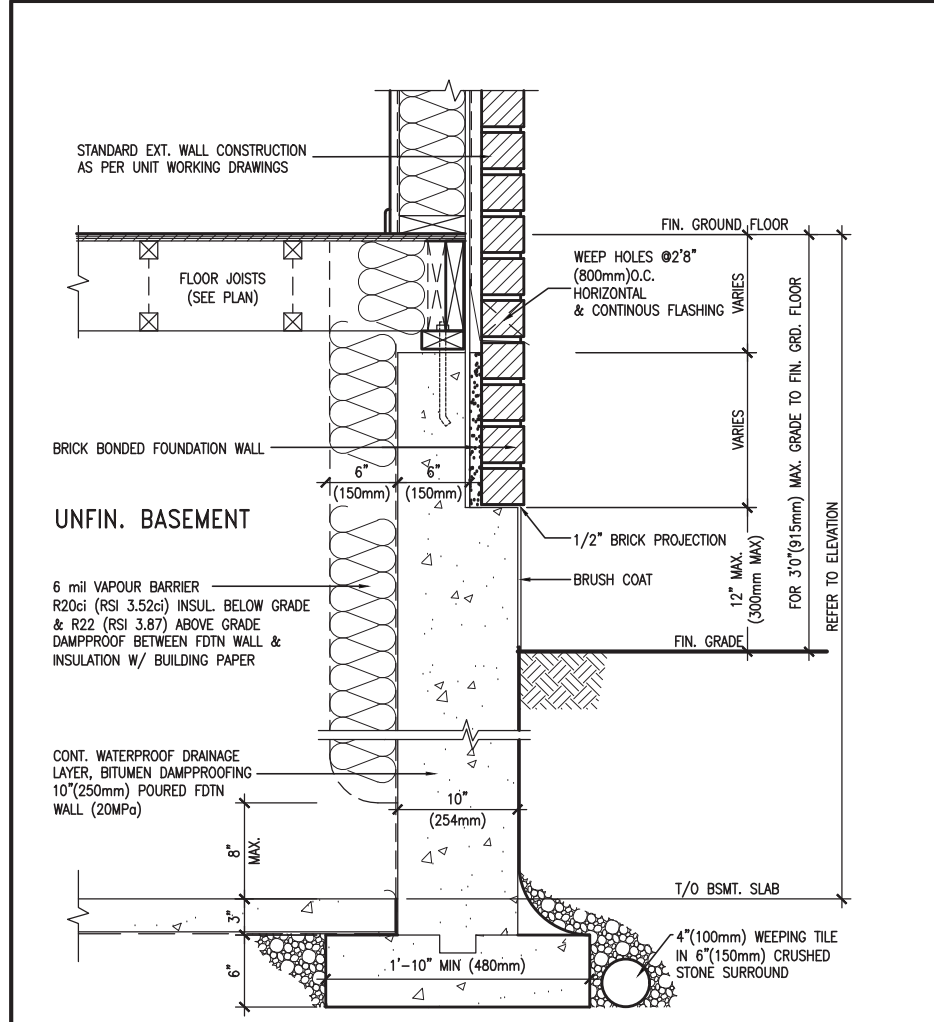 STANDARD EXT. WALL CONSTRUCTION
AS PER UNIT WORKING DRAWINGS
FIN. GROUND FLOOR
FLOOR JOISTS
(SEE PLAN)
WEEP HOLES @2'8"
(800mm)O.C.
HORIZONTAL
& CONTINOUS FLASHING
VARIES
VARIES
FOR 3'0"(915mm) MAX. GRADE TO FIN. GRD. FLOOR
REFER TO ELEVATION
BRICK BONDED FOUNDATION WALL
6"
(150mm)
6"
(150mm)
UNFIN. BASEMENT
1/2" BRICK PROJECTION
BRUSH COAT
12" MAX.
(300mm MAX)
6 mil VAPOUR BARRIER
R20ci (RSI 3.52ci) INSUL. BELOW GRADE
& R22 (RSI 3.87) ABOVE GRADE
DAMPPROOF BETWEEN FDTN WALL &
INSULATION W/ BUILDING PAPER
FIN. GRADE
CONT. WATERPROOF DRAINAGE
LAYER, BITUMEN DAMPPROOFING
10"(250mm) POURED FDTN
WALL (20MPa)
10"
(254mm)
8"
MAX.
T/O BSMT. SLAB
3"
6"
1'-10" MIN (480mm)
4"(100mm) WEEPING TILE
IN 6"(150mm) CRUSHED
STONE SURROUND